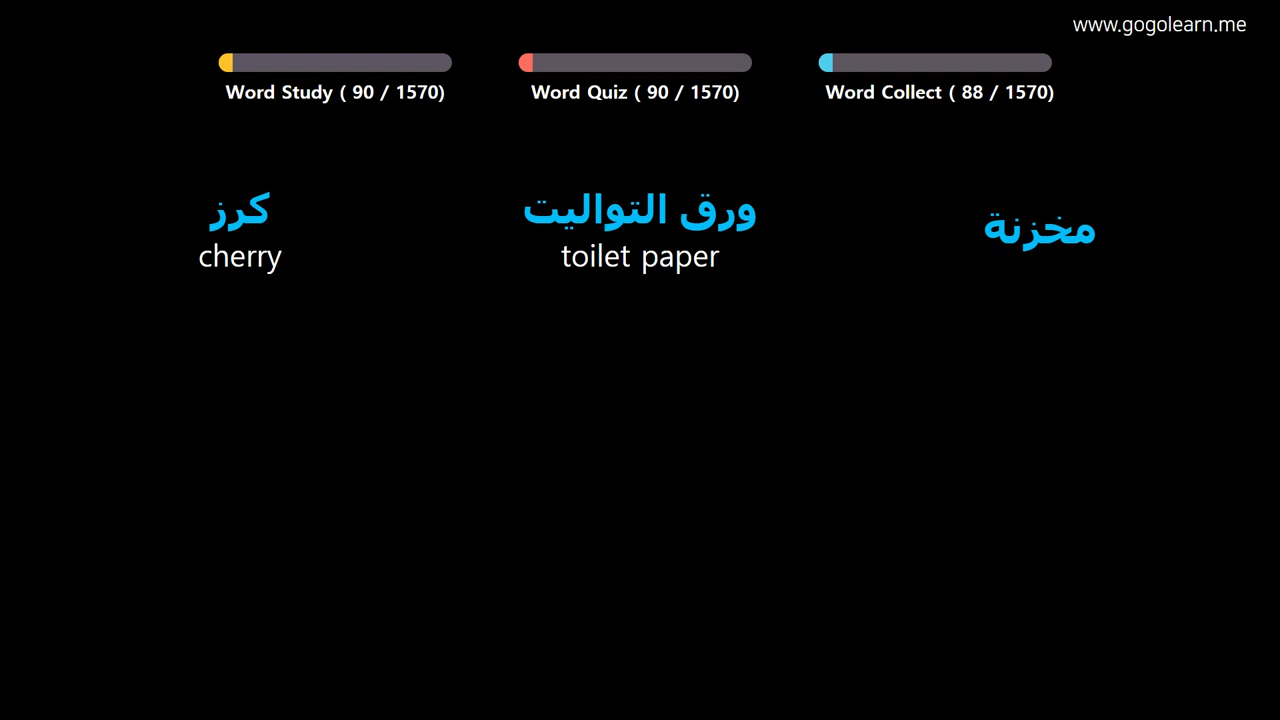 www.gogolearn.me
Word Study ( 90 / 1570)
Word Quiz ( 90 / 1570)
Word Collect ( 88 / 1570)
كرز
cherry
ورق التواليت
toilet paper
مخزنة